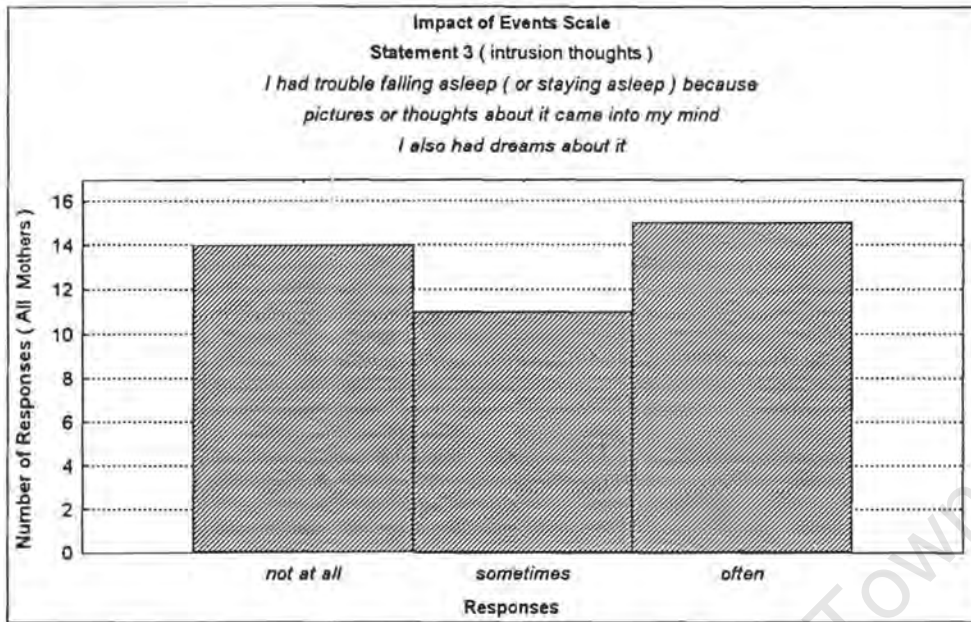 Impact of Events Scale
Statement 3 ( intrusion thoughts )
I had trouble falling asleep ( or staying asleep ) because
pictures or thoughts about it came into my mind
I also had dreams about it
Number of Responses ( All Mothers )
16
14
12
10
8
6
4
2
0
not at all sometimes often
Responses
Town